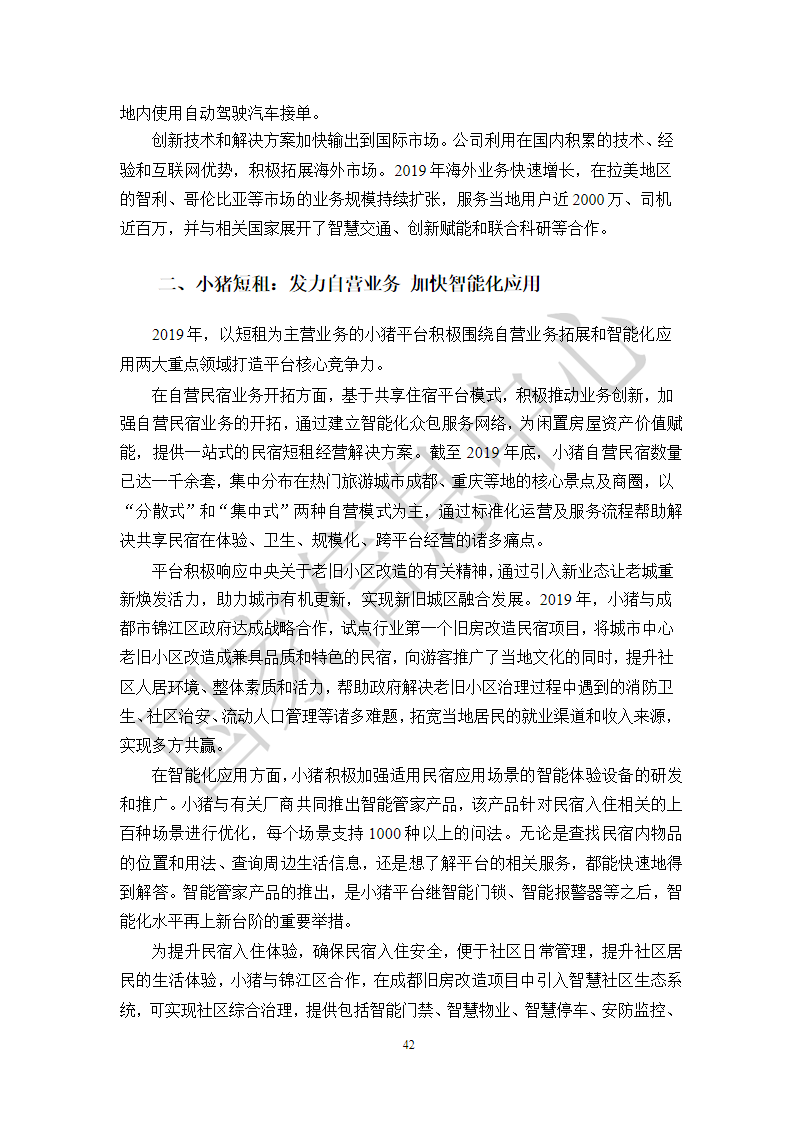 地内使用自动驾驶汽车接单。
创新技术和解决方案加快输出到国际市场。公司利用在国内积累的技术、经
验和互联网优势，积极拓展海外市场。2019 年海外业务快速增长，在拉美地区
的智利、哥伦比亚等市场的业务规模持续扩张，服务当地用户近 2000 万、司机
近百万，并与相关国家展开了智慧交通、创新赋能和联合科研等合作。
二、小猪短租：发力自营业务 加快智能化应用
2019 年，以短租为主营业务的小猪平台积极围绕自营业务拓展和智能化应
用两大重点领域打造平台核心竞争力。
在自营民宿业务开拓方面，基于共享住宿平台模式，积极推动业务创新，加
强自营民宿业务的开拓，通过建立智能化众包服务网络，为闲置房屋资产价值赋
能，提供一站式的民宿短租经营解决方案。截至 2019 年底，小猪自营民宿数量
已达一千余套，集中分布在热门旅游城市成都、重庆等地的核心景点及商圈，以
“分散式”和“集中式”两种自营模式为主，通过标准化运营及服务流程帮助解
决共享民宿在体验、卫生、规模化、跨平台经营的诸多痛点。
平台积极响应中央关于老旧小区改造的有关精神，通过引入新业态让老城重
新焕发活力，助力城市有机更新，实现新旧城区融合发展。2019 年，小猪与成
都市锦江区政府达成战略合作，试点行业第一个旧房改造民宿项目，将城市中心
老旧小区改造成兼具品质和特色的民宿，向游客推广了当地文化的同时，提升社
区人居环境、整体素质和活力，帮助政府解决老旧小区治理过程中遇到的消防卫
生、社区治安、流动人口管理等诸多难题，拓宽当地居民的就业渠道和收入来源，
实现多方共赢。
在智能化应用方面，小猪积极加强适用民宿应用场景的智能体验设备的研发
和推广。小猪与有关厂商共同推出智能管家产品，该产品针对民宿入住相关的上
百种场景进行优化，每个场景支持 1000 种以上的问法。无论是查找民宿内物品
的位置和用法、查询周边生活信息，还是想了解平台的相关服务，都能快速地得
到解答。智能管家产品的推出，是小猪平台继智能门锁、智能报警器等之后，智
能化水平再上新台阶的重要举措。
为提升民宿入住体验，确保民宿入住安全，便于社区日常管理，提升社区居
民的生活体验，小猪与锦江区合作，在成都旧房改造项目中引入智慧社区生态系
统，可实现社区综合治理，提供包括智能门禁、智慧物业、智慧停车、安防监控、
42
国家信息中心